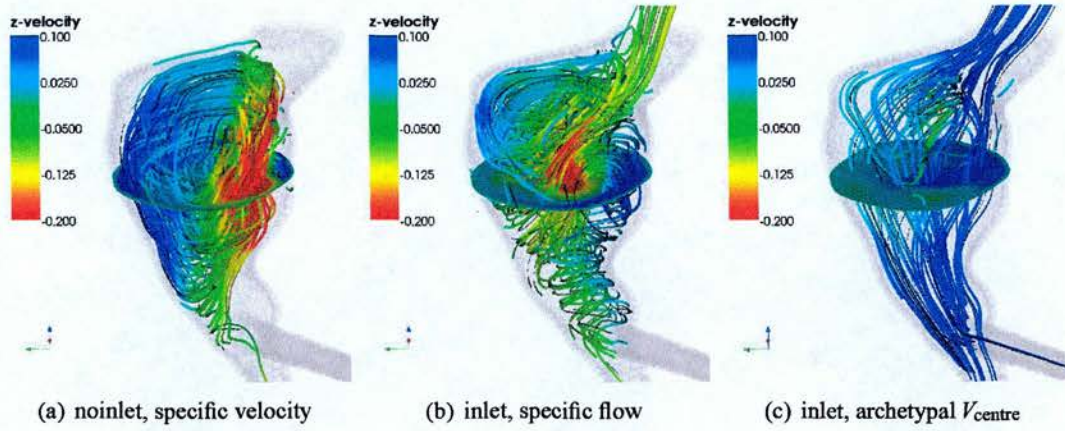 z-velocity
0.100
0.0250
-0.0500
-0.125
-0.200
z-velocity
0.100
0.0250
-0.0500
-0.125
-0.200
z-velocity
0.100
0.0250
-0.0500
-0.125
-0.200
(a) noinlet, specific velocity
(b) inlet, specific flow
(c) inlet, archetypal Vcentre